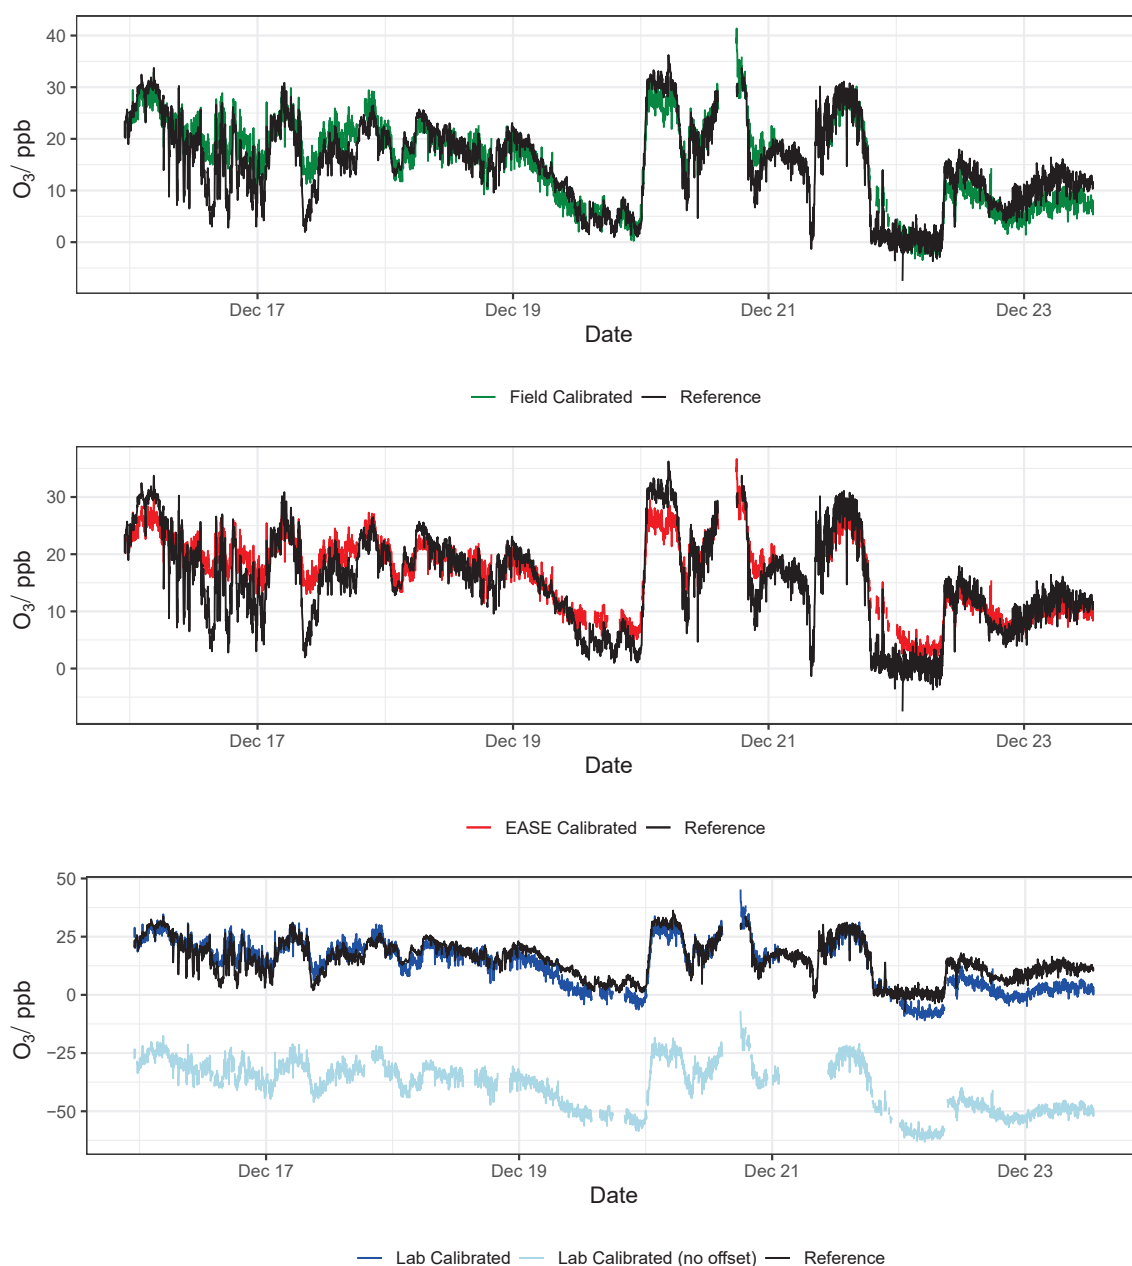 40
30
20
10
0
O₃/ ppb
Dec 17 Dec 19 Dec 21 Dec 23
Date
Field Calibrated Reference
30
20
10
0
O₃/ ppb
Dec 17 Dec 19 Dec 21 Dec 23
Date
EASE Calibrated Reference
50
25
0
−25
−50
O₃/ ppb
Dec 17 Dec 19 Dec 21 Dec 23
Date
Lab Calibrated Lab Calibrated (no offset) Reference